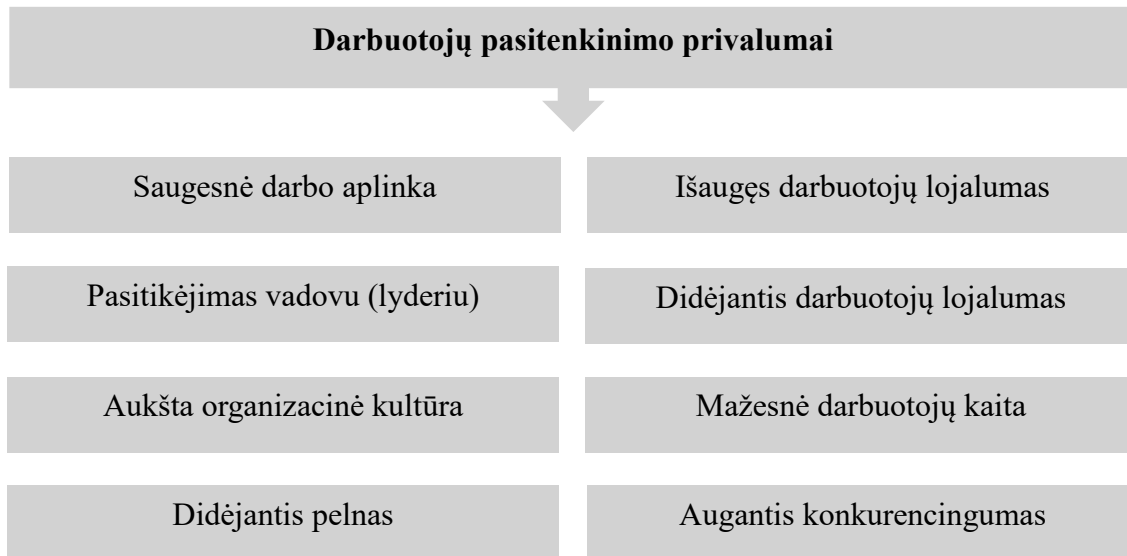 Darbuotojų pasitenkinimo privalumai
Saugesnė darbo aplinka
Išaugęs darbuotojų lojalumas
Pasitikėjimas vadovu (lyderiu)
Didėjantis darbuotojų lojalumas
Aukšta organizacinė kultūra
Mažesnė darbuotojų kaita
Didėjantis pelnas
Augantis konkurencingumas